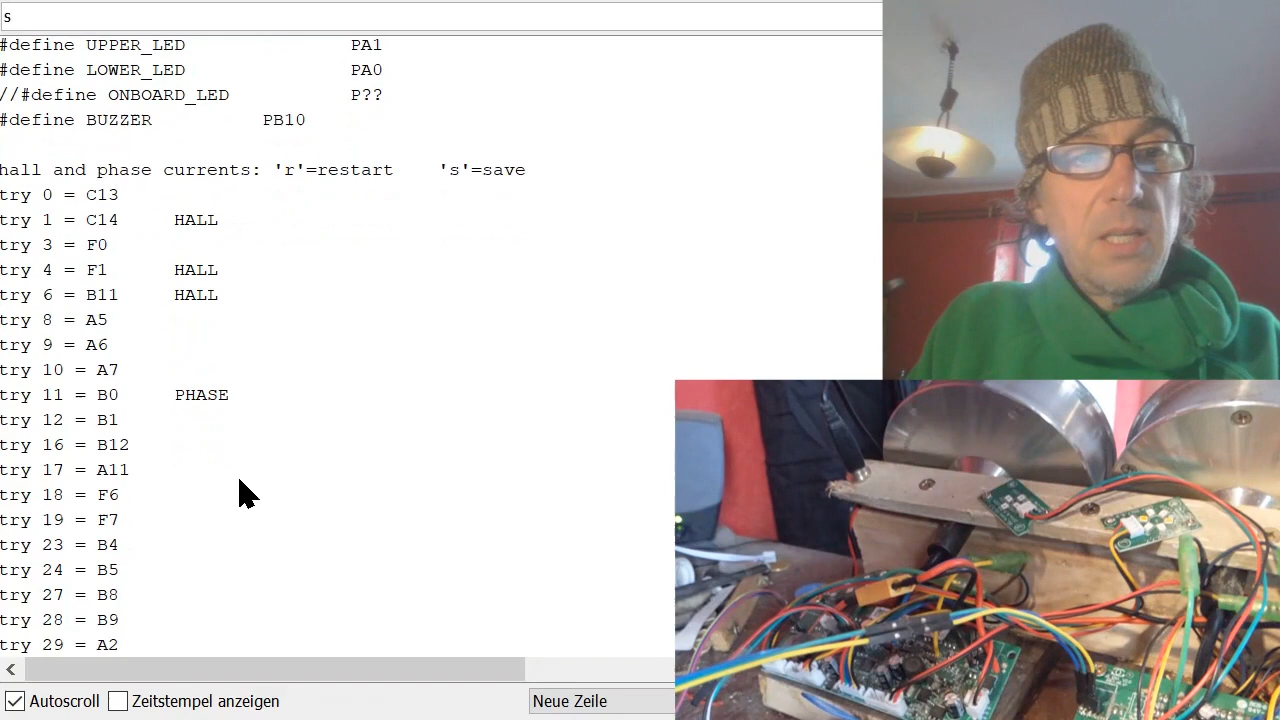 s
#define UPPER_LED PA1
#define LOWER_LED PA0
//#define ONBOARD_LED P??
#define BUZZER PB10
hall and phase currents: 'r'=restart 's'=save
try 0 = C13
try 1 = C14 HALL
try 3 = F0
try 4 = F1 HALL
try 6 = B11 HALL
try 8 = A5
try 9 = A6
try 10 = A7
try 11 = B0 PHASE
try 12 = B1
try 16 = B12
try 17 = A11
try 18 = F6
try 19 = F7
try 23 = B4
try 24 = B5
try 27 = B8
try 28 = B9
try 29 = A2
Autoscroll Zeitstempel anzeigen Neue Zeile